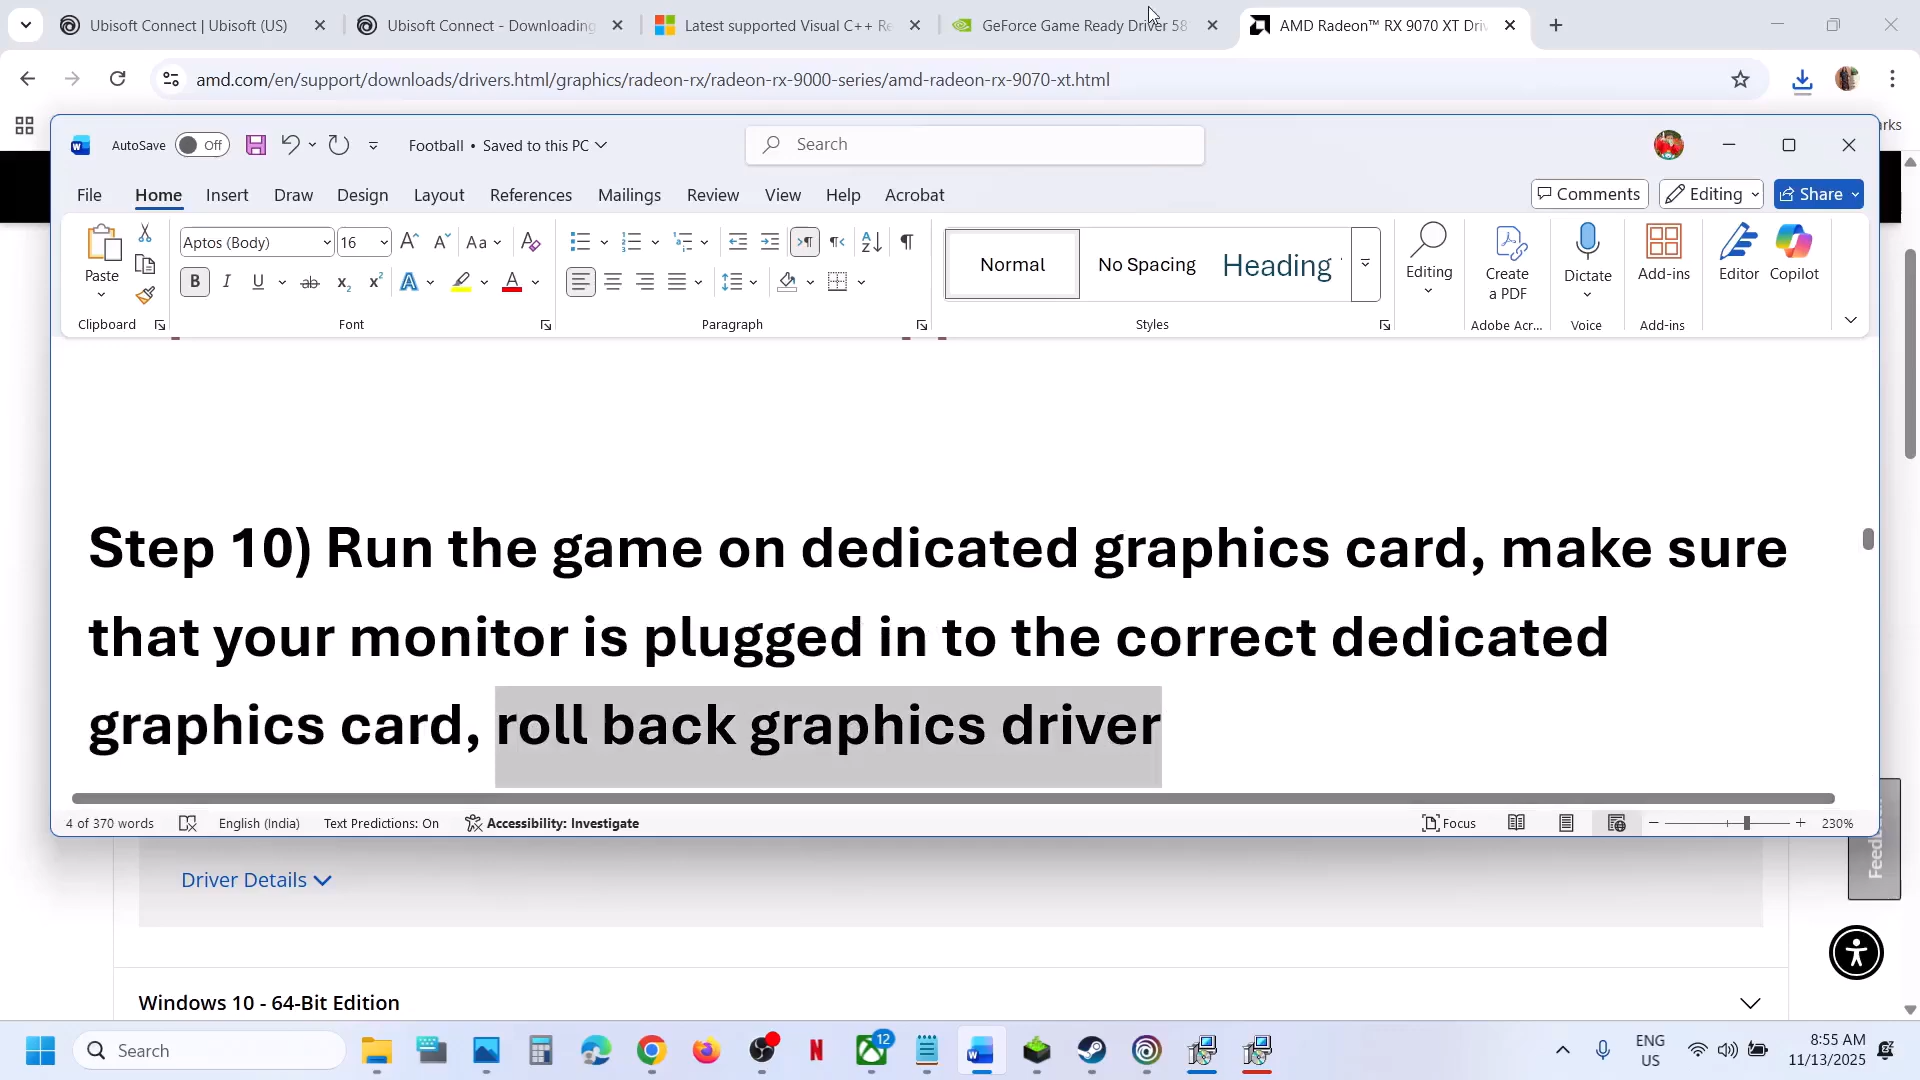 Ubisoft Connect | Ubisoft (US)
Ubisoft Connect - Downloading
Latest supported Visual C++ Re
GeForce Game Ready Driver 58
AMD Radeon™ RX 9070 XT Driv
amd.com/en/support/downloads/drivers.html/graphics/radeon-rx/radeon-rx-9000-series/amd-radeon-rx-9070-xt.html
rks
AutoSave
Off
Football • Saved to this PC
Search
File
Home
Insert
Draw
Design
Layout
References
Mailings
Review
View
Help
Acrobat
Comments
Editing
Share
Paste
Clipboard
Aptos (Body)
16
Font
Paragraph
Normal
No Spacing
Heading
Styles
Editing
Create
a PDF
Adobe Acr...
Dictate
Voice
Add-ins
Add-ins
Editor
Copilot
Step 10) Run the game on dedicated graphics card, make sure
that your monitor is plugged in to the correct dedicated
graphics card, roll back graphics driver
4 of 370 words
English (India)
Text Predictions: On
Accessibility: Investigate
Focus
230%
Driver Details
Windows 10 - 64-Bit Edition
Search
12
ENG
US
8:55 AM
11/13/2025